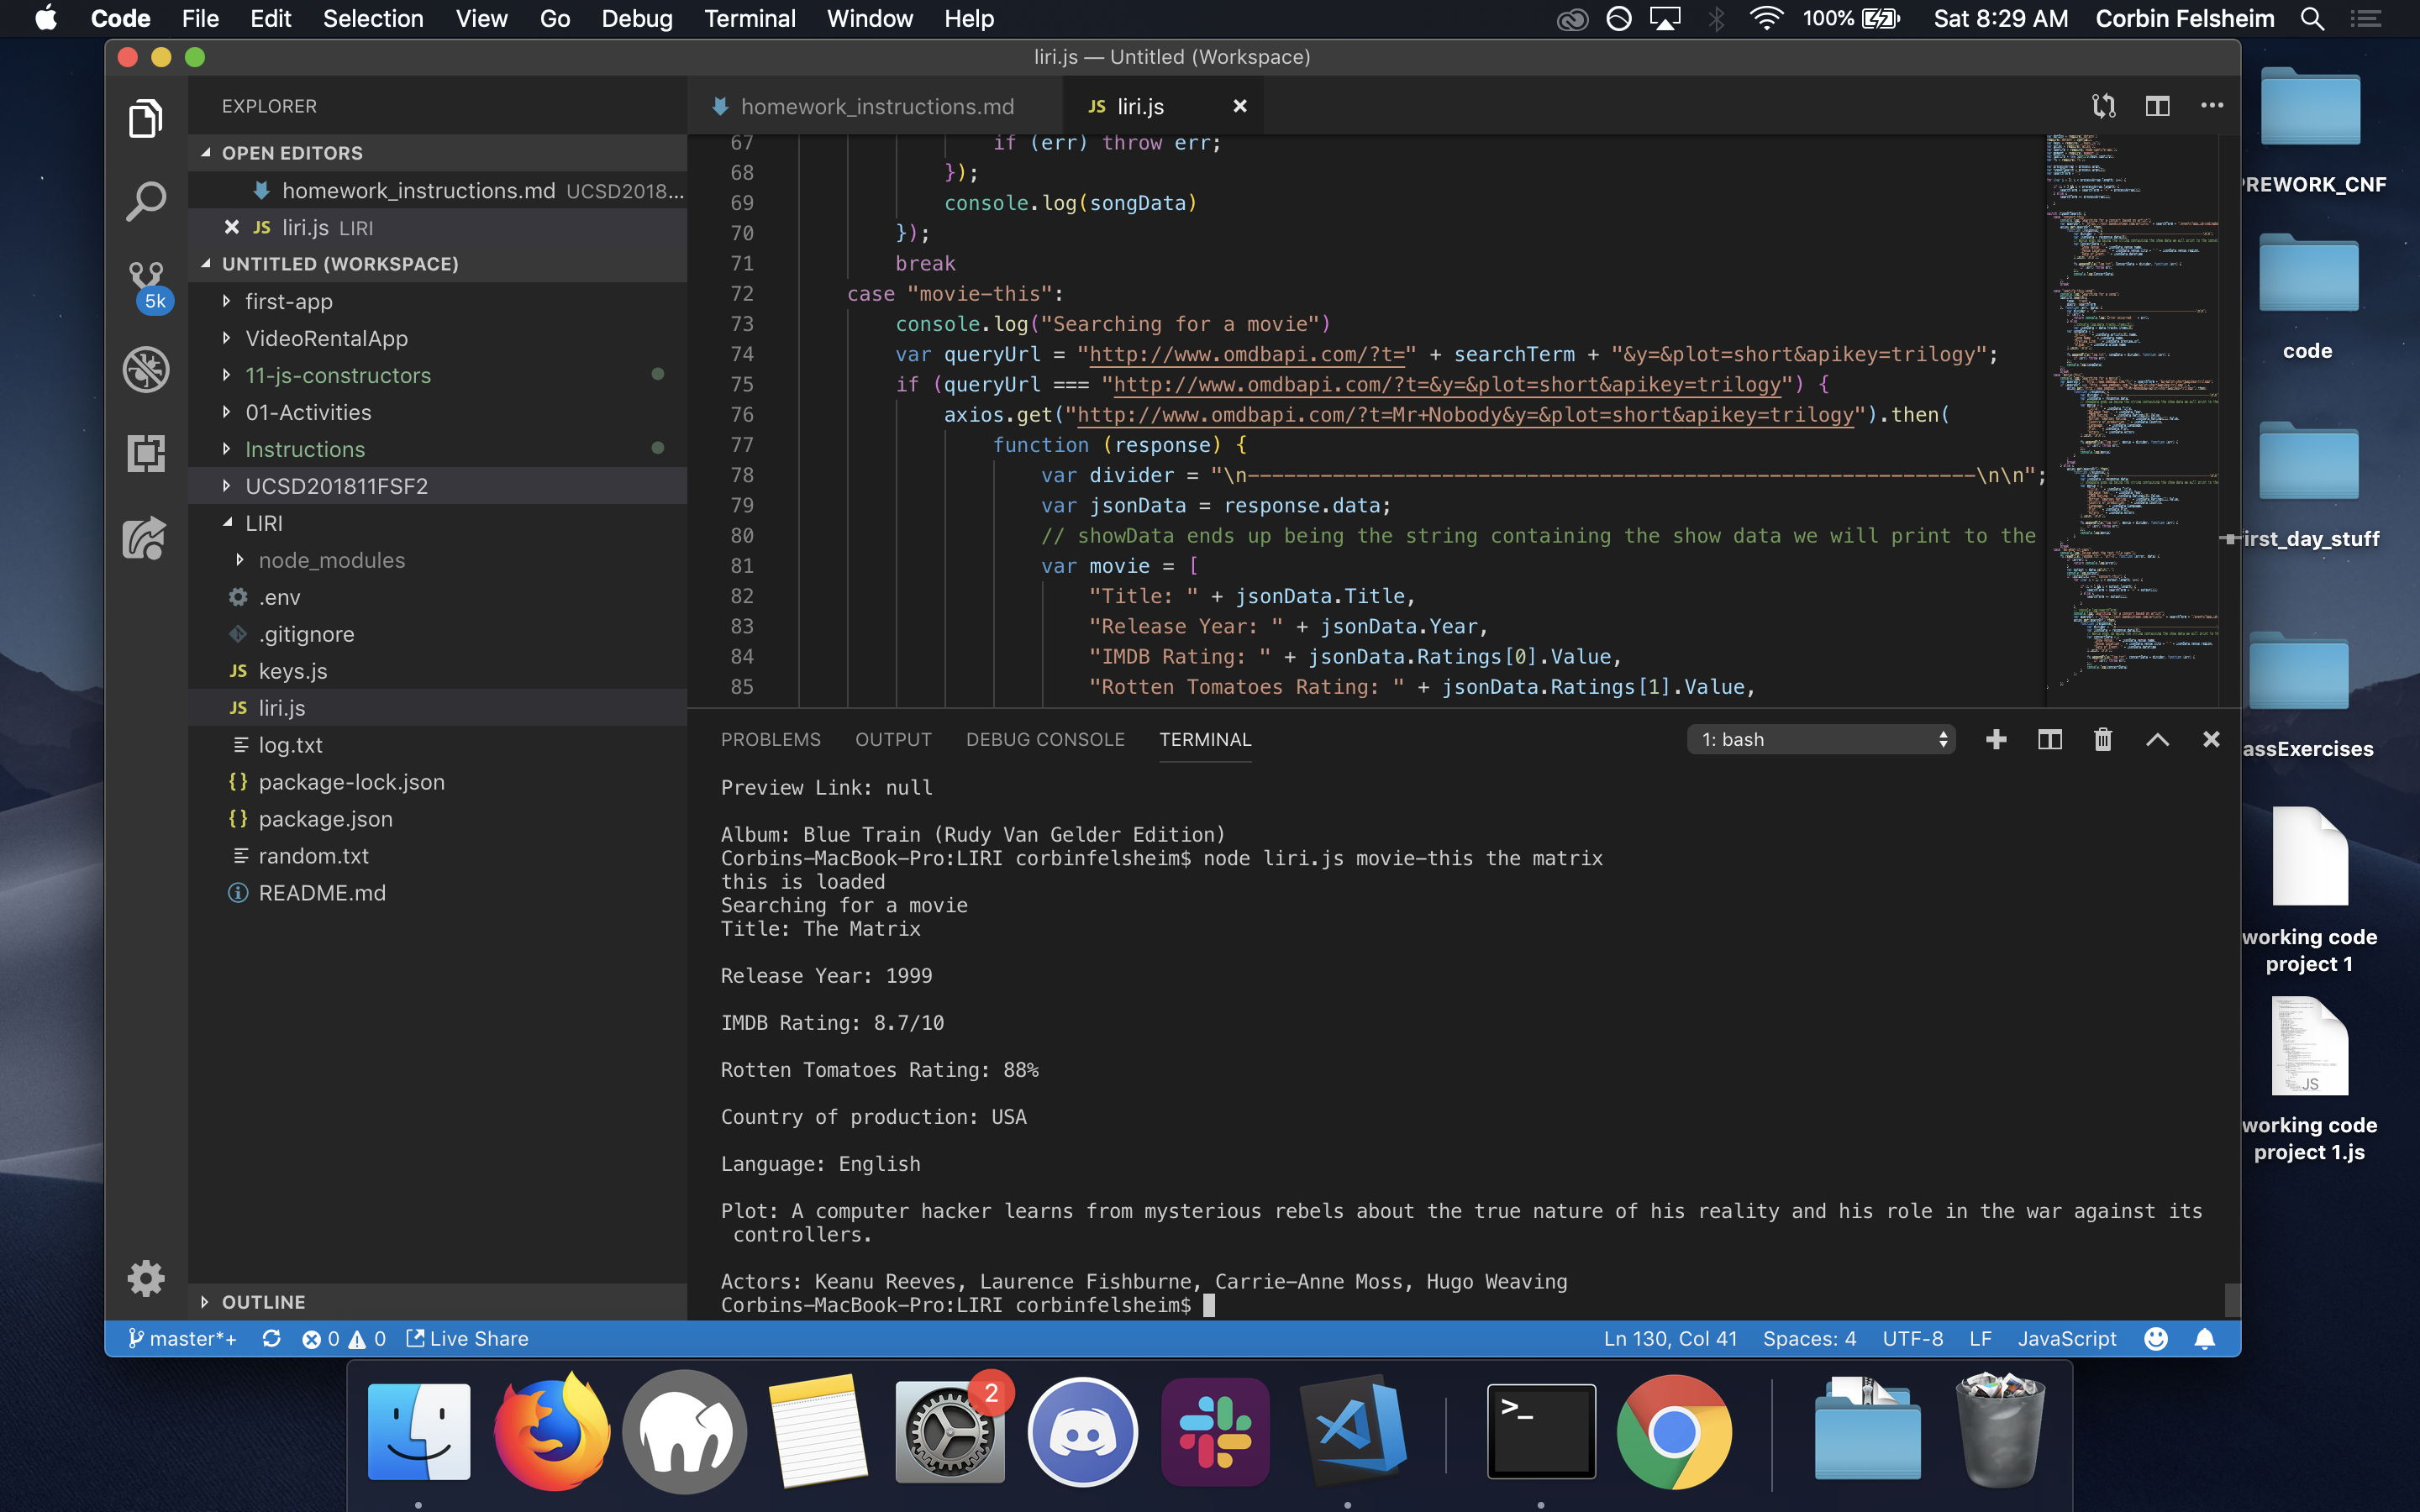 Code File Edit Selection View Go Debug Terminal Window Help 100% Sat 8:29 AM Corbin Felsheim
liri.js — Untitled (Workspace)
EXPLORER
OPEN EDITORS
homework_instructions.md UCSD2018...
liri.js LIRI
UNTITLED (WORKSPACE)
5k
first-app
VideoRentalApp
11-js-constructors
01-Activities
Instructions
UCSD201811FSF2
LIRI
node_modules
.env
.gitignore
JS keys.js
JS liri.js
log.txt
{ } package-lock.json
{ } package.json
random.txt
README.md
OUTLINE
homework_instructions.md JS liri.js
67 if (err) throw err;
68 });
69 console.log(songData)
70 });
71 break
72 case "movie-this":
73 console.log("Searching for a movie")
74 var queryUrl = "http://www.omdbapi.com/?t=" + searchTerm + "&y=&plot=short&apikey=trilogy";
75 if (queryUrl === "http://www.omdbapi.com/?t=&y=&plot=short&apikey=trilogy") {
76 axios.get("http://www.omdbapi.com/?t=Mr+Nobody&y=&plot=short&apikey=trilogy").then(
77 function (response) {
78 var divider = "\n--------------------------------------------------------------\n\n";
79 var jsonData = response.data;
80 // showData ends up being the string containing the show data we will print to the
81 var movie = [
82 "Title: " + jsonData.Title,
83 "Release Year: " + jsonData.Year,
84 "IMDB Rating: " + jsonData.Ratings[0].Value,
85 "Rotten Tomatoes Rating: " + jsonData.Ratings[1].Value,
PROBLEMS OUTPUT DEBUG CONSOLE TERMINAL 1: bash
Preview Link: null
Album: Blue Train (Rudy Van Gelder Edition)
Corbins-MacBook-Pro:LIRI corbinfelsheim$ node liri.js movie-this the matrix
this is loaded
Searching for a movie
Title: The Matrix
Release Year: 1999
IMDB Rating: 8.7/10
Rotten Tomatoes Rating: 88%
Country of production: USA
Language: English
Plot: A computer hacker learns from mysterious rebels about the true nature of his reality and his role in the war against its
controllers.
Actors: Keanu Reeves, Laurence Fishburne, Carrie-Anne Moss, Hugo Weaving
Corbins-MacBook-Pro:LIRI corbinfelsheim$
master*+ 0 0 Live Share Ln 130, Col 41 Spaces: 4 UTF-8 LF JavaScript
REWORK_CNF
code
irst_day_stuff
assExercises
working code
project 1
JS
working code
project 1.js
2
>_